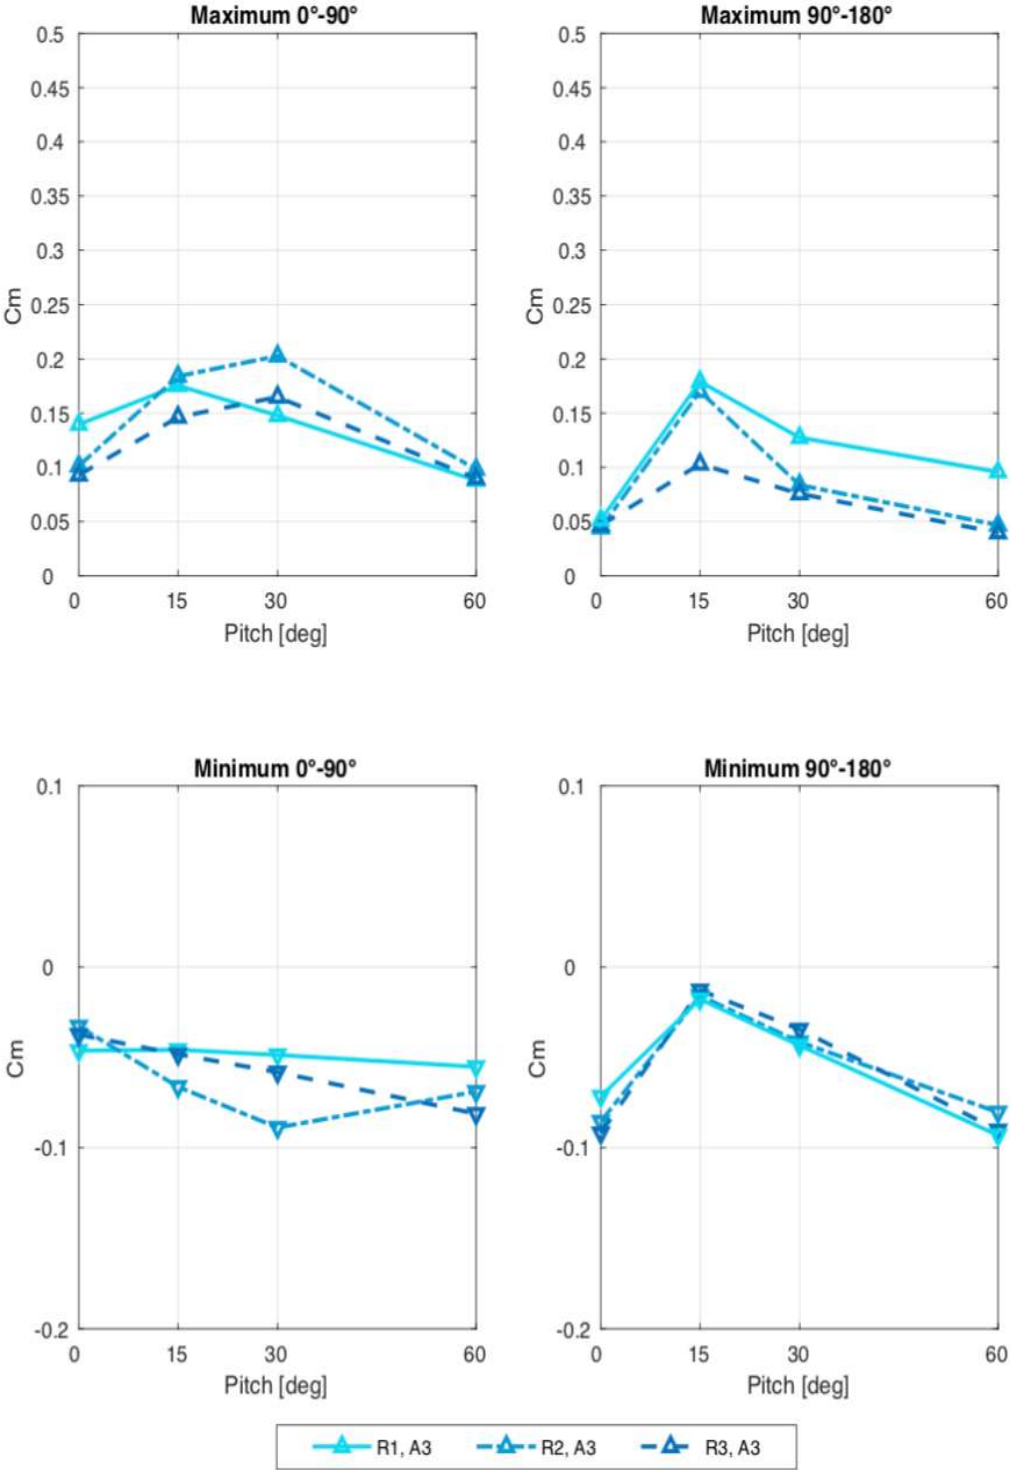 Maximum 0°-90°
0.5
0.45
0.4
0.35
0.3
0.25
0.2
0.15
0.1
0.05
0
Cm
0 15 30 60
Pitch [deg]
Maximum 90°-180°
0.5
0.45
0.4
0.35
0.3
0.25
0.2
0.15
0.1
0.05
0
Cm
0 15 30 60
Pitch [deg]
Minimum 0°-90°
0.1
0
-0.1
-0.2
Cm
0 15 30 60
Pitch [deg]
Minimum 90°-180°
0.1
0
-0.1
-0.2
Cm
0 15 30 60
Pitch [deg]
R1, A3 R2, A3 R3, A3